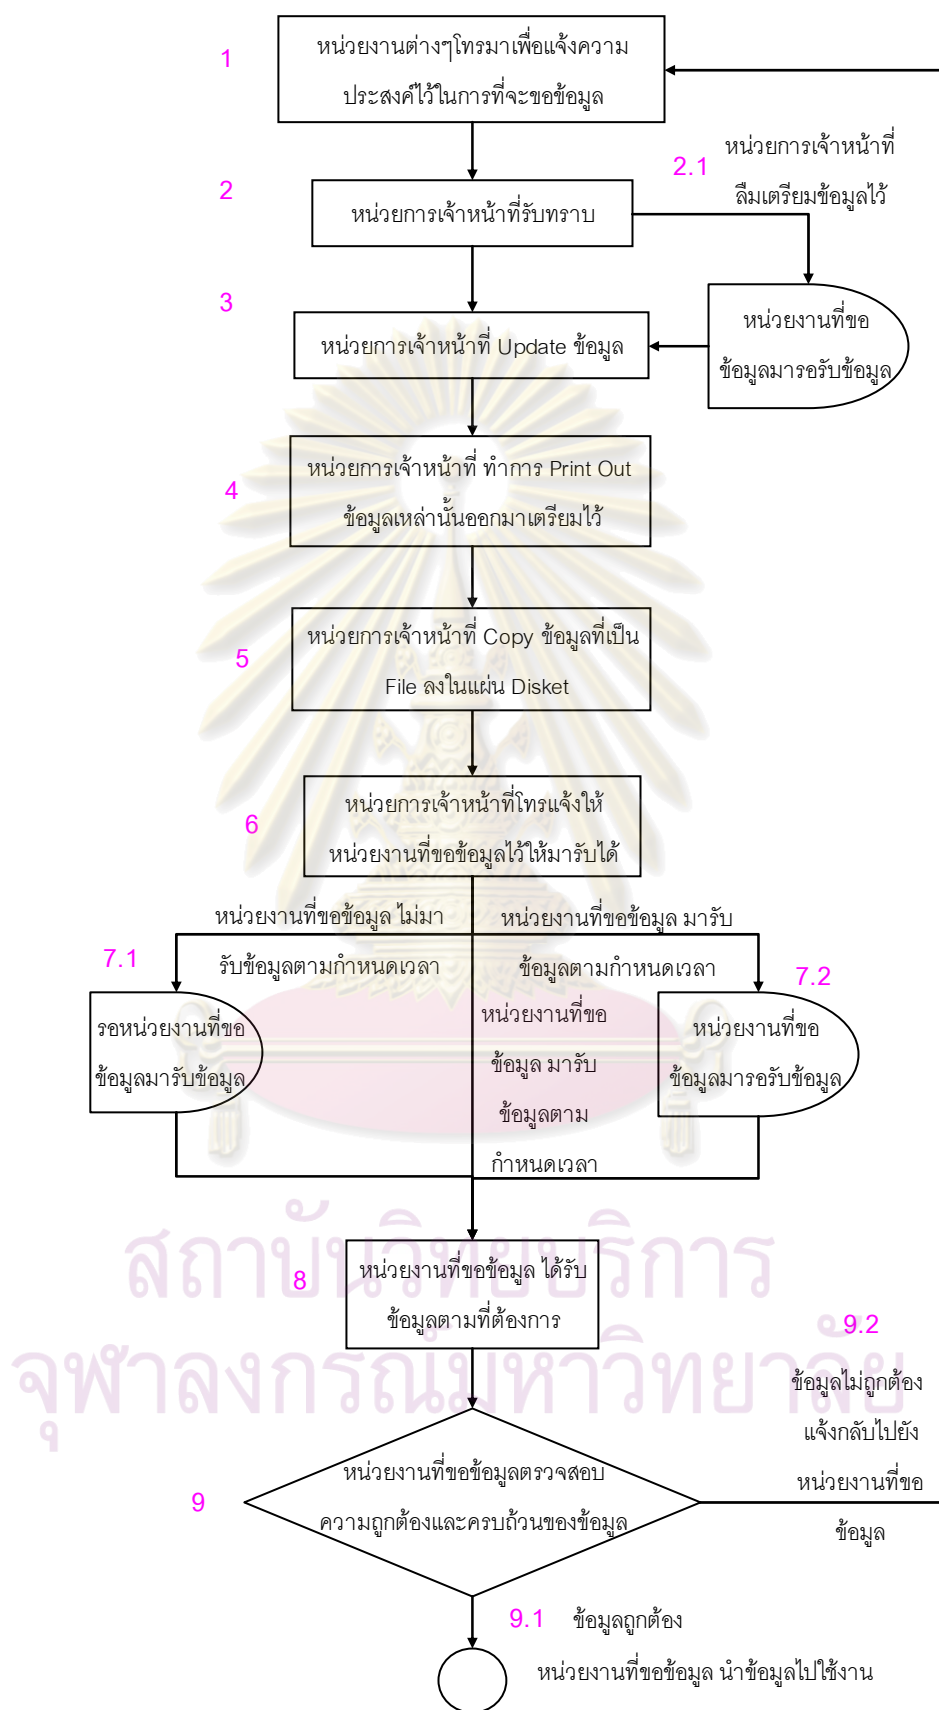 1
หน่วยงานต่างๆโทรมาเพื่อแจ้งความ
ประสงค์ไว้ในการที่จะขอข้อมูล
2.1
หน่วยการเจ้าหน้าที่
ลืมเตรียมข้อมูลไว้
2
หน่วยการเจ้าหน้าที่รับทราบ
3
หน่วยการเจ้าหน้าที่ Update ข้อมูล
หน่วยงานที่ขอ
ข้อมูลมารอรับข้อมูล
4
หน่วยการเจ้าหน้าที่ ทำการ Print Out
ข้อมูลเหล่านั้นออกมาเตรียมไว้
5
หน่วยการเจ้าหน้าที่ Copy ข้อมูลที่เป็น
File ลงในแผ่น Disket
6
หน่วยการเจ้าหน้าที่โทรแจ้งให้
หน่วยงานที่ขอข้อมูลไว้ให้มารับได้
7.1
หน่วยงานที่ขอข้อมูล ไม่มา
รับข้อมูลตามกำหนดเวลา
หน่วยงานที่ขอข้อมูล มารับ
ข้อมูลตามกำหนดเวลา
7.2
รอหน่วยงานที่ขอ
ข้อมูลมารับข้อมูล
หน่วยงานที่ขอ
ข้อมูล มารับ
ข้อมูลตาม
กำหนดเวลา
หน่วยงานที่ขอ
ข้อมูลมารอรับข้อมูล
สถาบันวิทยบริการ
จุฬาลงกรณ์มหาวิทยาลัย
8
หน่วยงานที่ขอข้อมูล ได้รับ
ข้อมูลตามที่ต้องการ
9.2
ข้อมูลไม่ถูกต้อง
แจ้งกลับไปยัง
หน่วยงานที่ขอ
ข้อมูล
9
หน่วยงานที่ขอข้อมูลตรวจสอบ
ความถูกต้องและครบถ้วนของข้อมูล
9.1
ข้อมูลถูกต้อง
หน่วยงานที่ขอข้อมูล นำข้อมูลไปใช้งาน